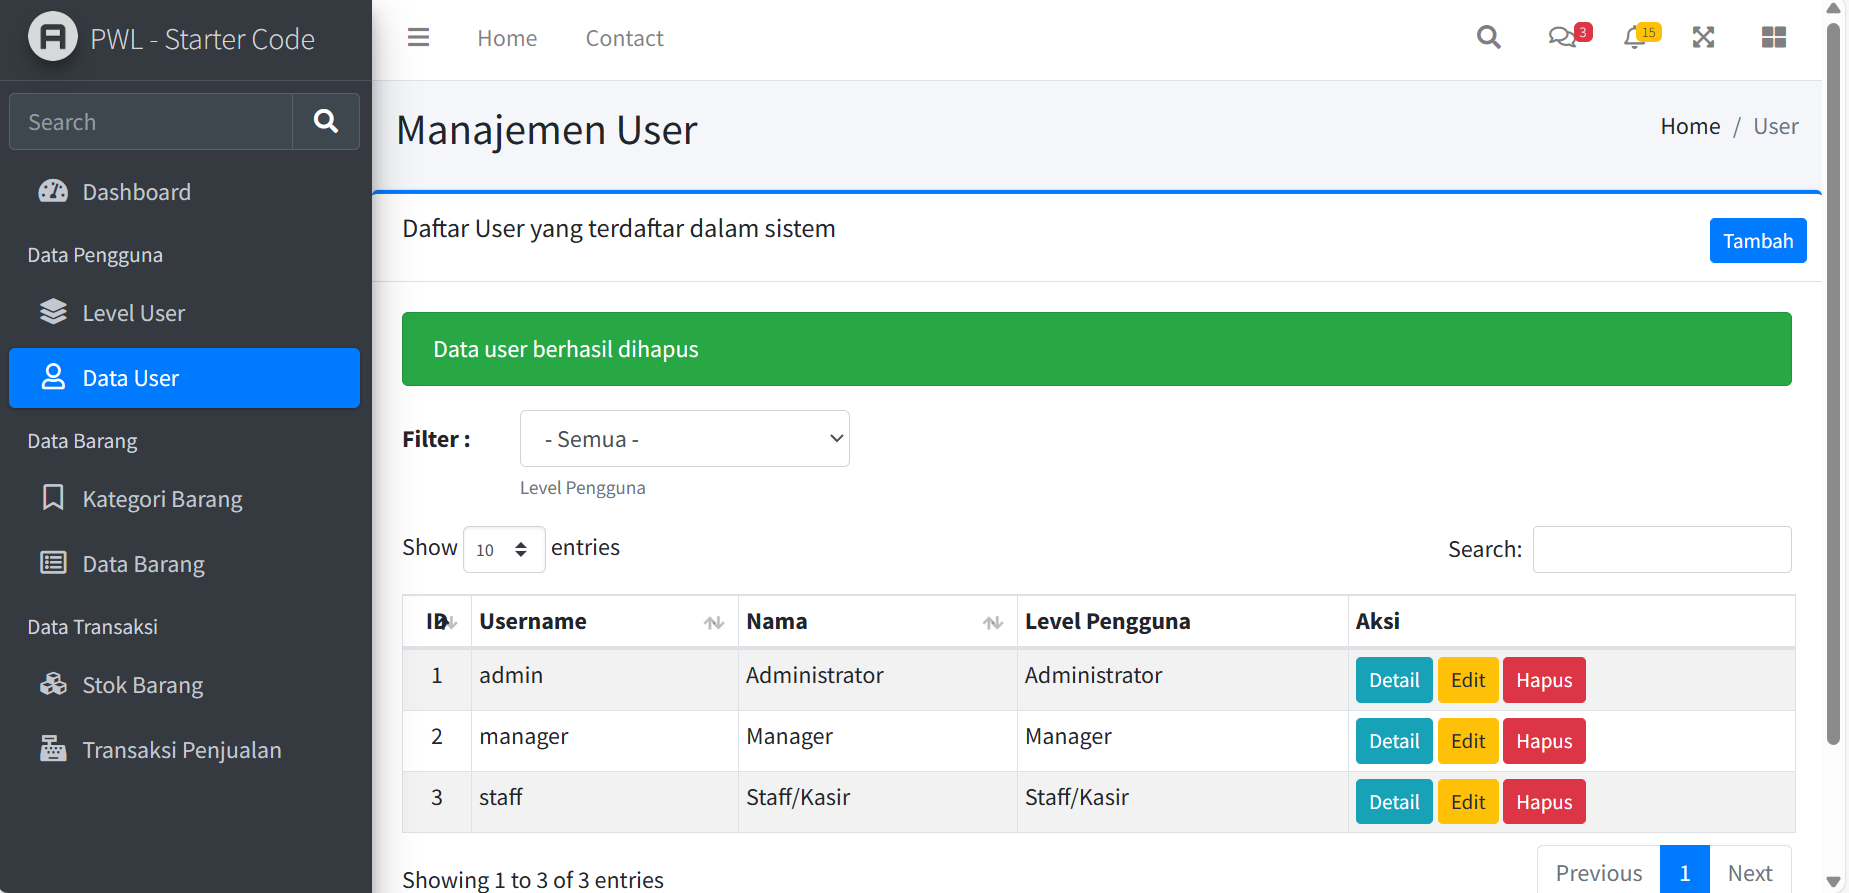 PWL - Starter Code
Search
Dashboard
Data Pengguna
Level User
Data User
Data Barang
Kategori Barang
Data Barang
Data Transaksi
Stok Barang
Transaksi Penjualan
Home Contact 3 15
Manajemen User
Home / User
Daftar User yang terdaftar dalam sistem
Tambah
Data user berhasil dihapus
Filter : - Semua -
Level Pengguna
Show 10 entries Search:
ID Username Nama Level Pengguna Aksi
1 admin Administrator Administrator Detail Edit Hapus
2 manager Manager Manager Detail Edit Hapus
3 staff Staff/Kasir Staff/Kasir Detail Edit Hapus
Showing 1 to 3 of 3 entries
Previous 1 Next